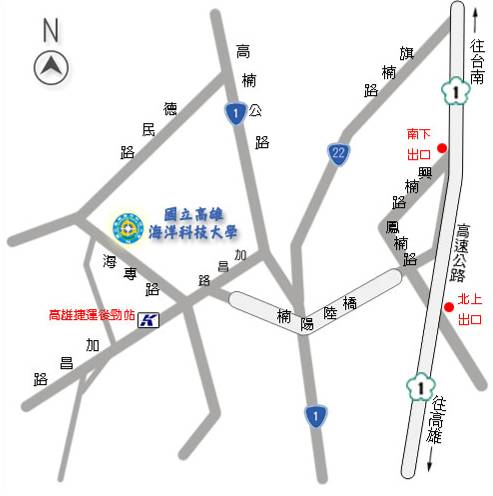 N
高楠公路
1
旗楠路
22
往台南
1
南下
出口
德民路
興楠路
鳳楠路
高速公路
國立高雄
海洋科技大學
海專路
加昌路
北上
出口
高雄捷運後勁站
K
楠陽陸橋
加昌路
1
1
往高雄